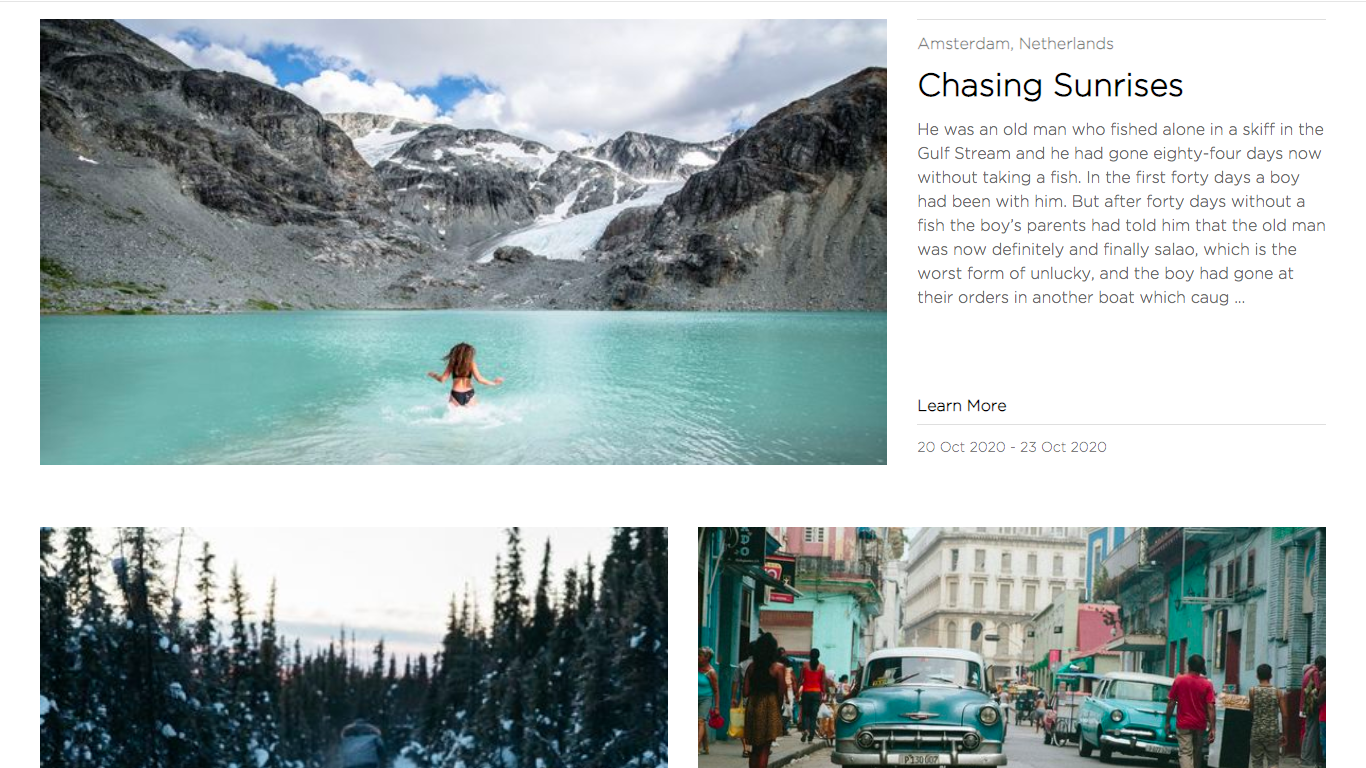 Amsterdam, Netherlands
Chasing Sunrises
He was an old man who fished alone in a skiff in the
Gulf Stream and he had gone eighty-four days now
without taking a fish. In the first forty days a boy
had been with him. But after forty days without a
fish the boy’s parents had told him that the old man
was now definitely and finally salao, which is the
worst form of unlucky, and the boy had gone at
their orders in another boat which caug ...
Learn More
20 Oct 2020 - 23 Oct 2020